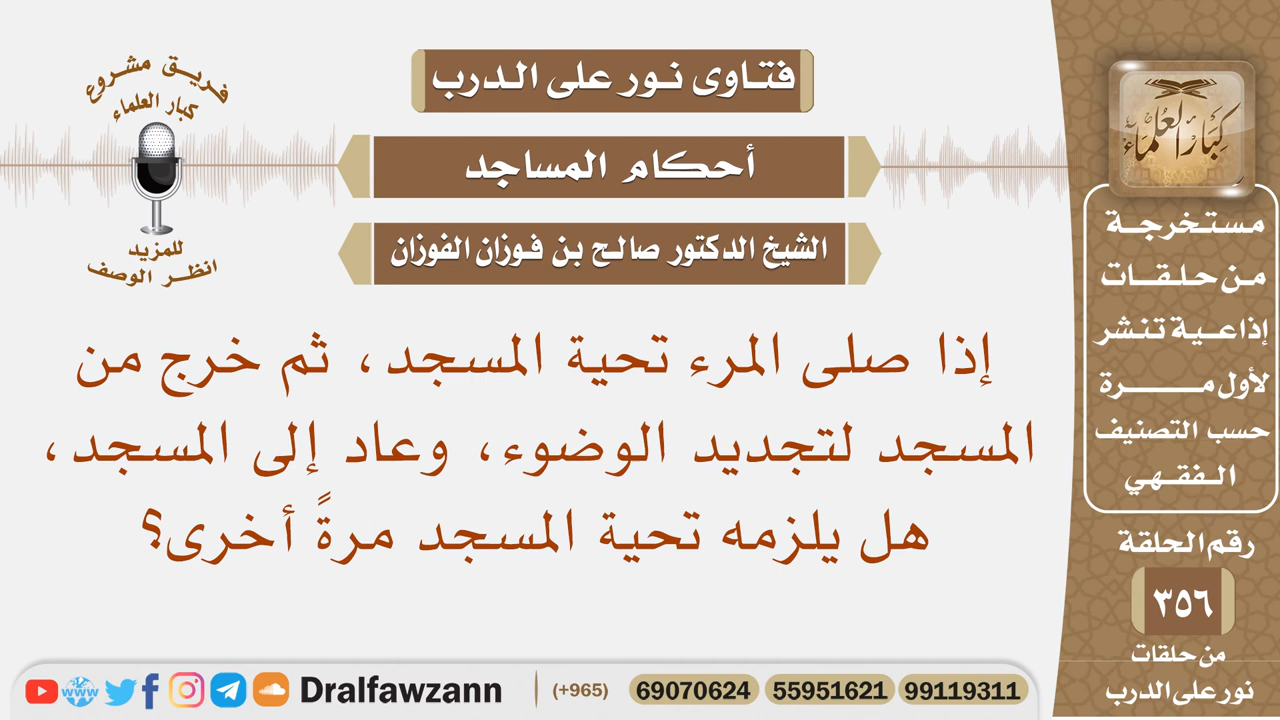 فتاوى نور على الدرب
أحكام المساجد
الشيخ الدكتور صالح بن فوزان الفوزان
فريق مشروع
كبار العلماء
للمزيد
انظر الوصف
إذا صلى المرء تحية المسجد، ثم خرج من
المسجد لتجديد الوضوء، وعاد إلى المسجد،
هل يلزمه تحية المسجد مرةً أخرى؟
كبار العلماء
مستخرجة
من حلقات
إذاعية تنشر
لأول مرة
حسب التصنيف
الفقهي
رقم الحلقة
٣٥٦
من حلقات
نور على الدرب
www
Dralfawzann
(+965)
69070624
55951621
99119311